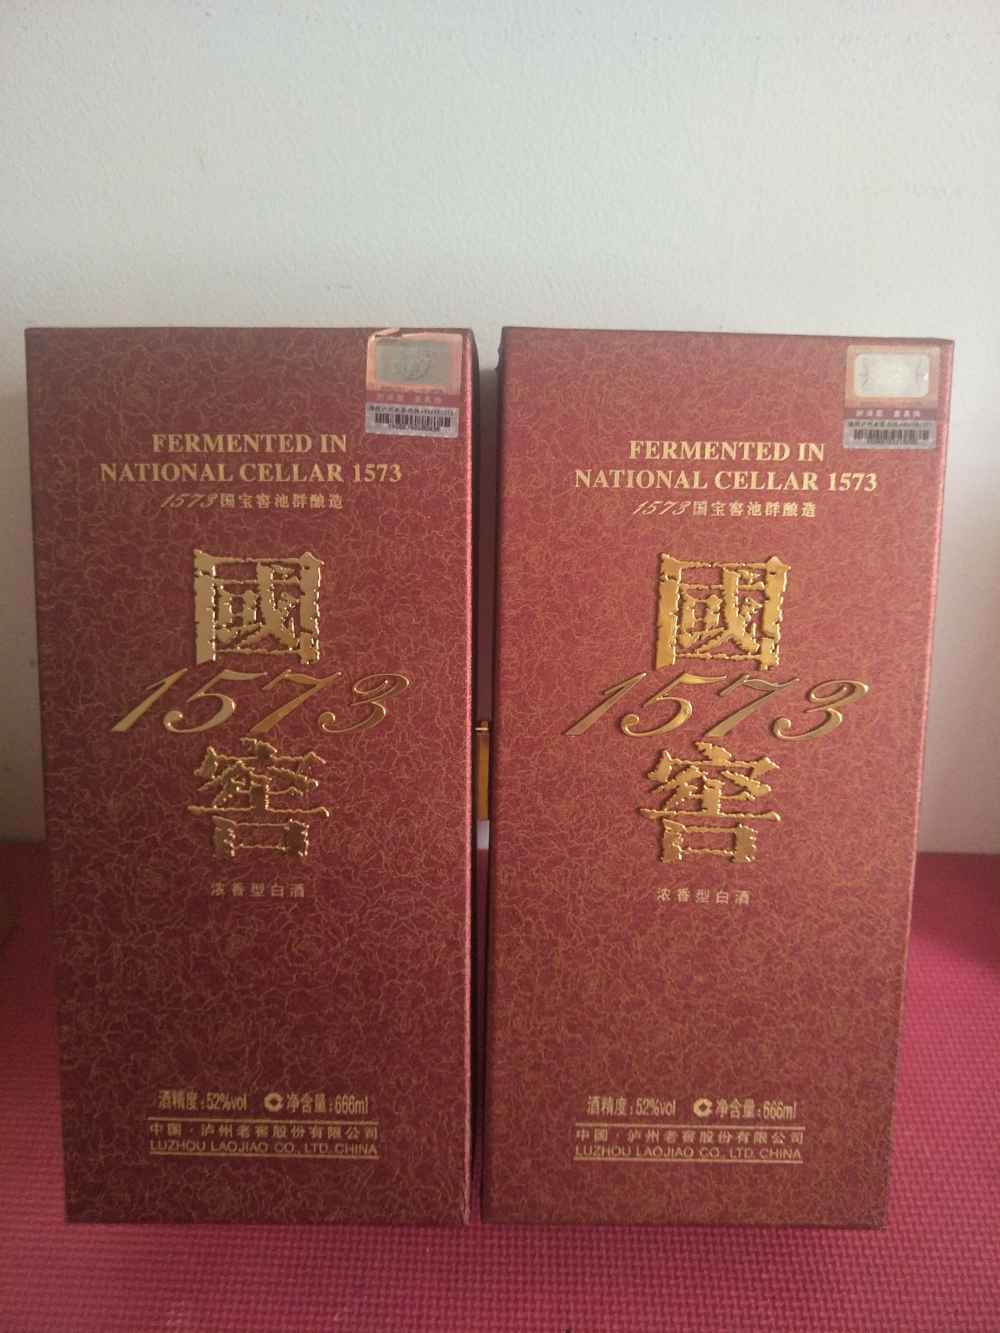 FERMENTED IN
NATIONAL CELLAR 1573
1573国宝窖池群酿造
國
1573
窖
浓香型白酒
酒精度:52%vol 净含量:666ml
中國·泸州老窖股份有限公司
LUZHOU LAOJIAO CO., LTD. CHINA
FERMENTED IN
NATIONAL CELLAR 1573
1573国宝窖池群酿造
國
1573
窖
浓香型白酒
酒精度:52%vol 净含量:666ml
中國·泸州老窖股份有限公司
LUZHOU LAOJIAO CO., LTD. CHINA